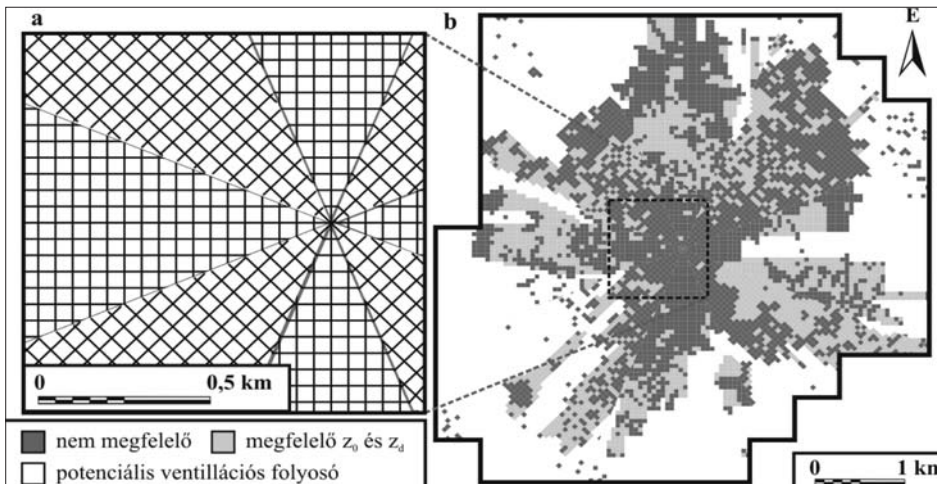 a
b
E
0 0,5 km
nem megfelelő megfelelő z₀ és z_d
potenciális ventillációs folyosó
0 1 km